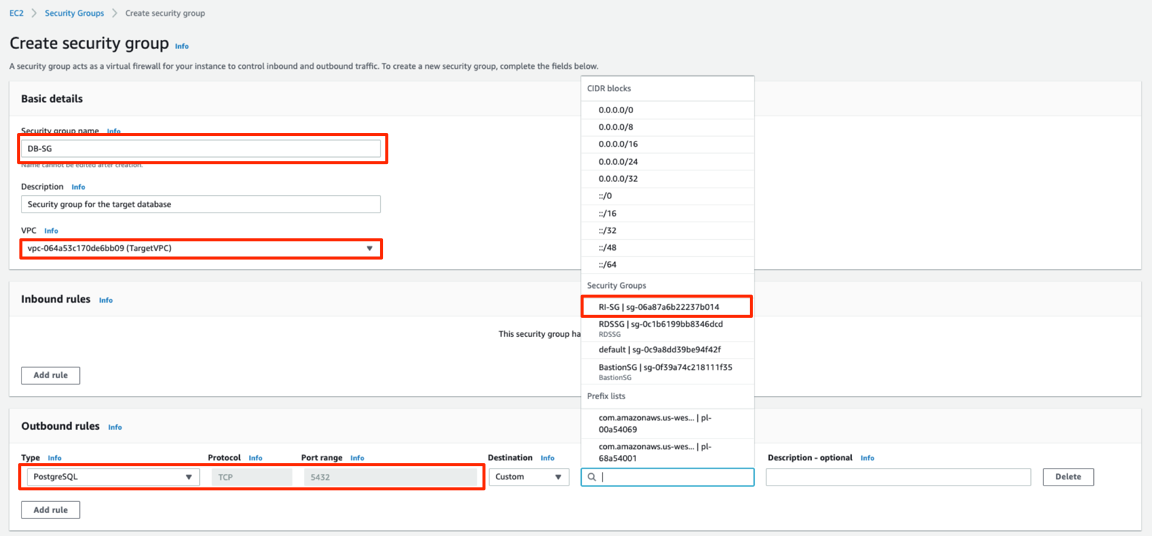 EC2 > Security Groups > Create security group
Create security group Info
A security group acts as a virtual firewall for your instance to control inbound and outbound traffic. To create a new security group, complete the fields below.
Basic details
Security group name Info
DB-SG
Name cannot be edited after creation.
Description Info
Security group for the target database
VPC Info
vpc-064a53c170de6bb09 (TargetVPC)
Inbound rules Info
This security group ha
Add rule
Outbound rules Info
Type Info Protocol Info Port range Info Destination Info Description - optional Info
PostgreSQL TCP 5432 Custom Delete
Add rule
CIDR blocks
0.0.0.0/0
0.0.0.0/8
0.0.0.0/16
0.0.0.0/24
0.0.0.0/32
::/0
::/16
::/32
::/48
::/64
Security Groups
RI-SG | sg-06a87a6b22237b014
RDSSG | sg-0c1b6199bb8346dcd
RDSSG
default | sg-0c9a8dd39be94f42f
BastionSG | sg-0f39a74c218111f35
BastionSG
Prefix lists
com.amazonaws.us-wes... | pl-
00a54069
com.amazonaws.us-wes... | pl-
68a54001